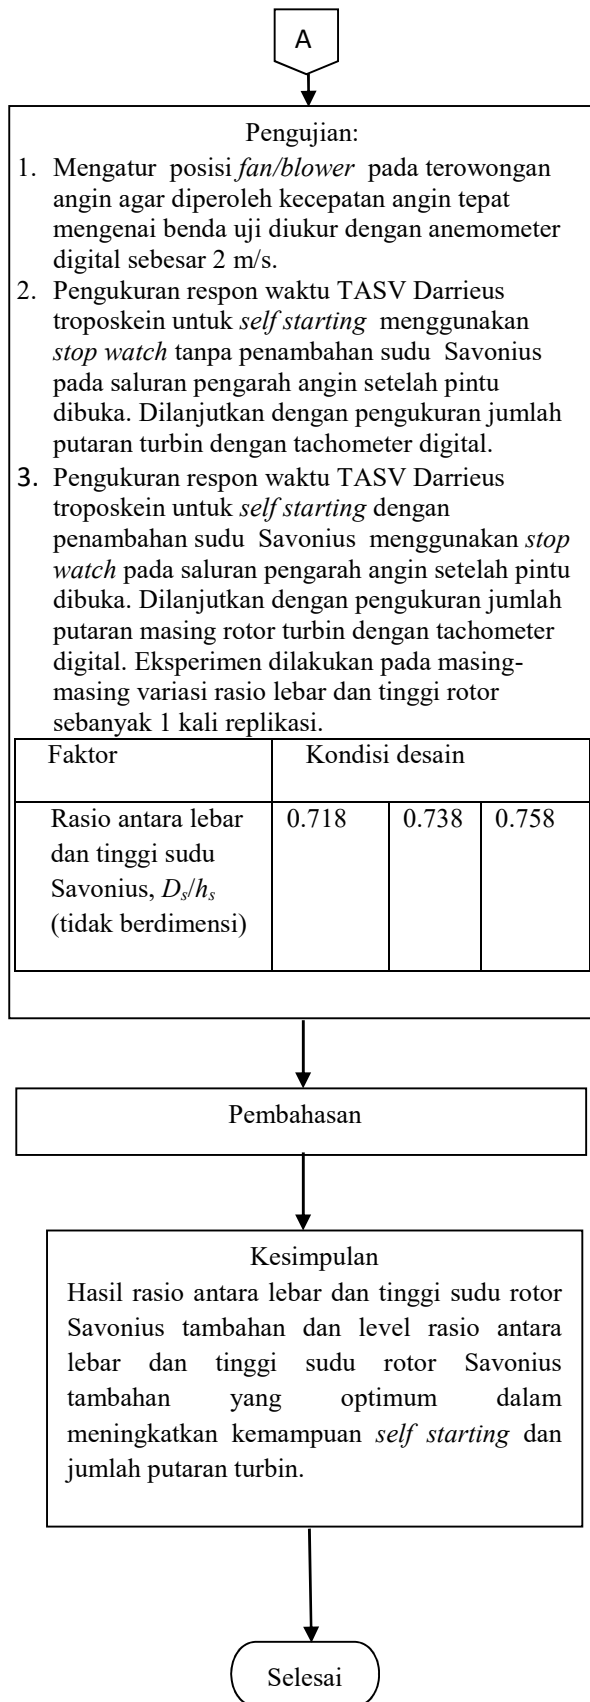 A
Pengujian:
1. Mengatur posisi fan/blower pada terowongan
angin agar diperoleh kecepatan angin tepat
mengenai benda uji diukur dengan anemometer
digital sebesar 2 m/s.
2. Pengukuran respon waktu TASV Darrieus
troposkein untuk self starting menggunakan
stop watch tanpa penambahan sudu Savonius
pada saluran pengarah angin setelah pintu
dibuka. Dilanjutkan dengan pengukuran jumlah
putaran turbin dengan tachometer digital.
3. Pengukuran respon waktu TASV Darrieus
troposkein untuk self starting dengan
penambahan sudu Savonius menggunakan stop
watch pada saluran pengarah angin setelah pintu
dibuka. Dilanjutkan dengan pengukuran jumlah
putaran masing rotor turbin dengan tachometer
digital. Eksperimen dilakukan pada masing-
masing variasi rasio lebar dan tinggi rotor
sebanyak 1 kali replikasi.
Faktor Kondisi desain
Rasio antara lebar 0.718 0.738 0.758
dan tinggi sudu
Savonius, Ds/hs
(tidak berdimensi)
Pembahasan
Kesimpulan
Hasil rasio antara lebar dan tinggi sudu rotor
Savonius tambahan dan level rasio antara
lebar dan tinggi sudu rotor Savonius
tambahan yang optimum dalam
meningkatkan kemampuan self starting dan
jumlah putaran turbin.
Selesai